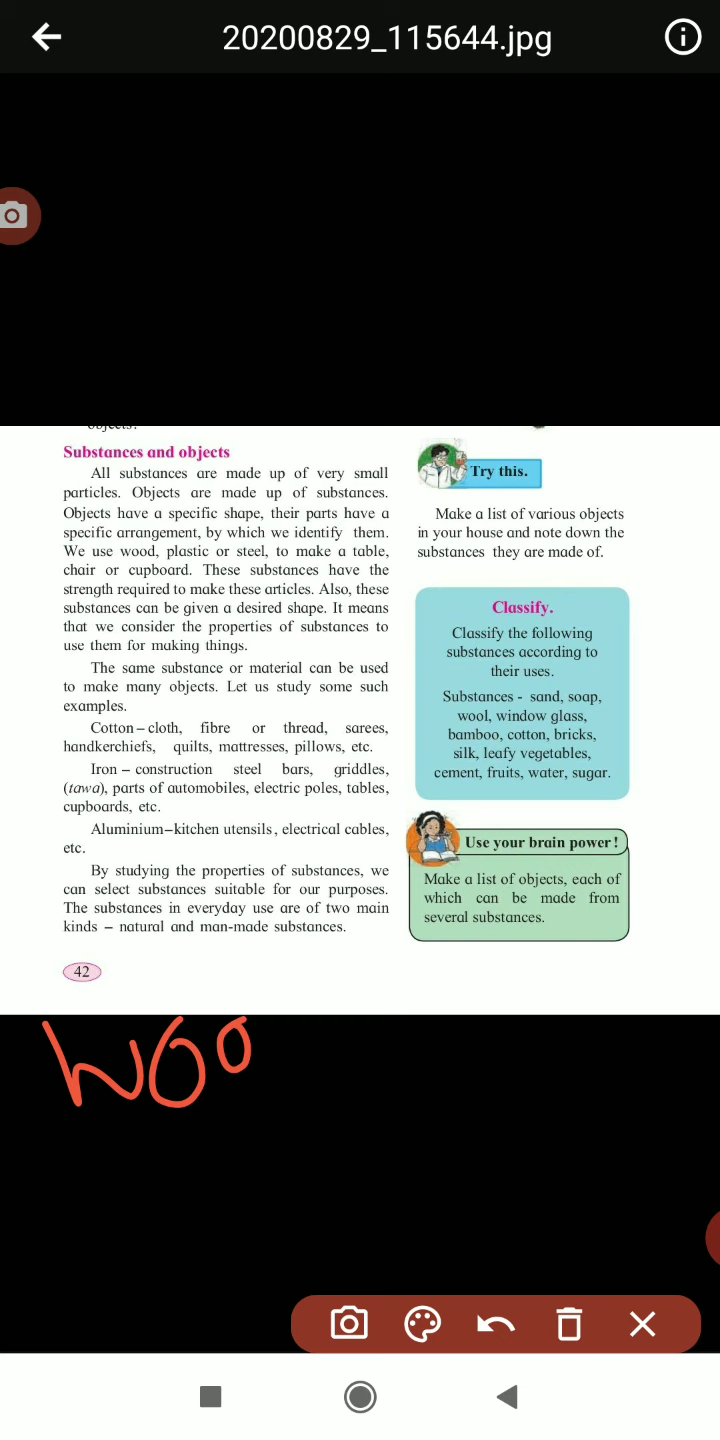 20200829_115644.jpg
Substances and objects
All substances are made up of very small
particles. Objects are made up of substances.
Objects have a specific shape, their parts have a
specific arrangement, by which we identify them.
We use wood, plastic or steel, to make a table,
chair or cupboard. These substances have the
strength required to make these articles. Also, these
substances can be given a desired shape. It means
that we consider the properties of substances to
use them for making things.
The same substance or material can be used
to make many objects. Let us study some such
examples.
Cotton – cloth, fibre or thread, sarees,
handkerchiefs, quilts, mattresses, pillows, etc.
Iron – construction steel bars, griddles,
(tawa), parts of automobiles, electric poles, tables,
cupboards, etc.
Aluminium–kitchen utensils, electrical cables,
etc.
By studying the properties of substances, we
can select substances suitable for our purposes.
The substances in everyday use are of two main
kinds – natural and man-made substances.
42
Try this.
Make a list of various objects
in your house and note down the
substances they are made of.
Classify.
Classify the following
substances according to
their uses.
Substances - sand, soap,
wool, window glass,
bamboo, cotton, bricks,
silk, leafy vegetables,
cement, fruits, water, sugar.
Use your brain power !
Make a list of objects, each of
which can be made from
several substances.
woo